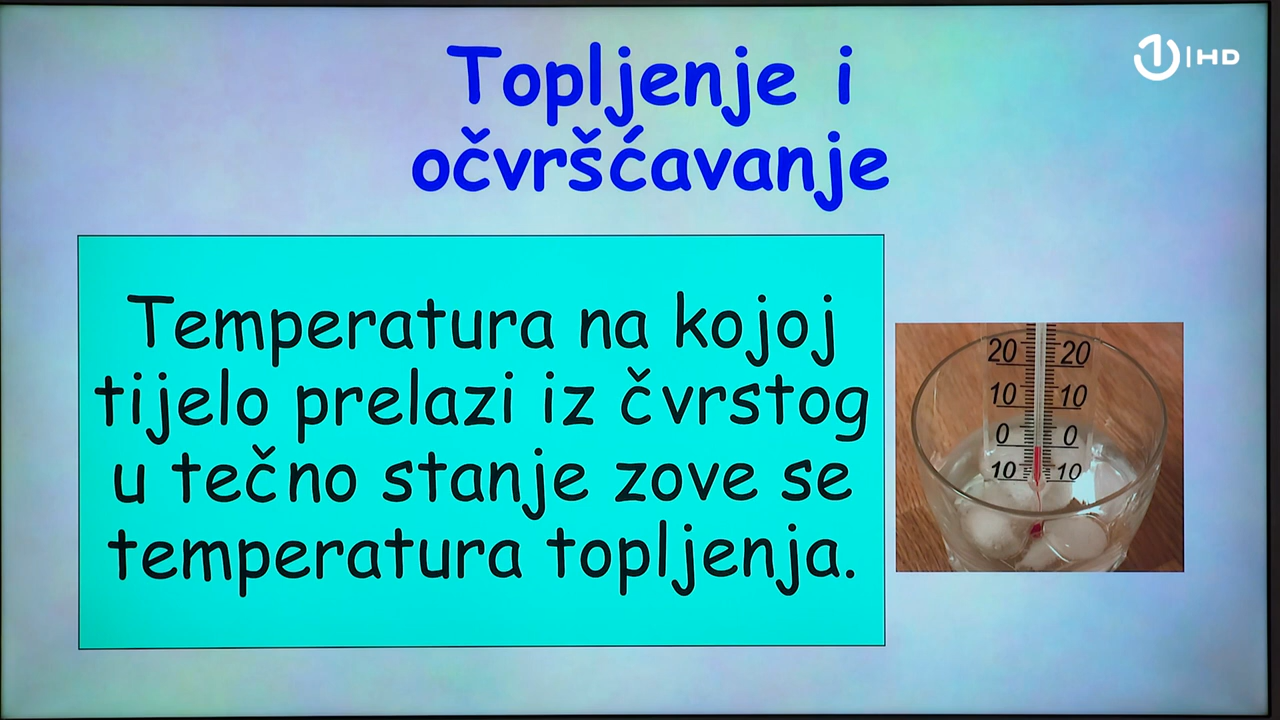 Topljenje i
očvršćavanje
1 | HD
Temperatura na kojoj
tijelo prelazi iz čvrstog
u tečno stanje zove se
temperatura topljenja.
20 20
10 10
0 0
10 10